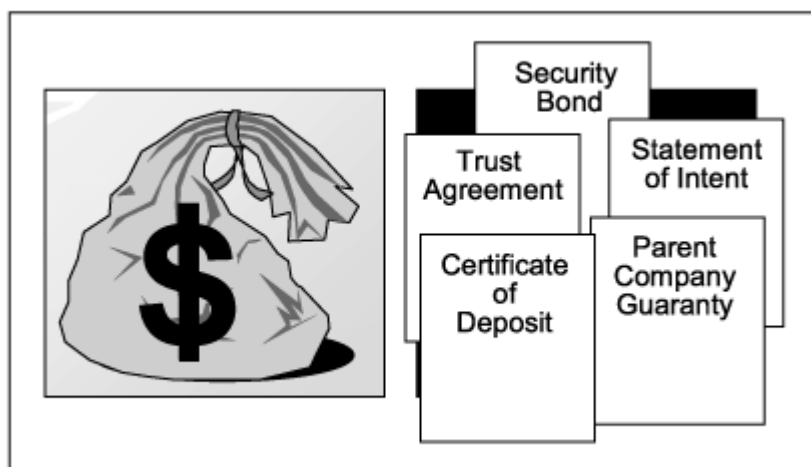 $
Security
Bond
Trust
Agreement
Statement
of Intent
Certificate
of
Deposit
Parent
Company
Guaranty